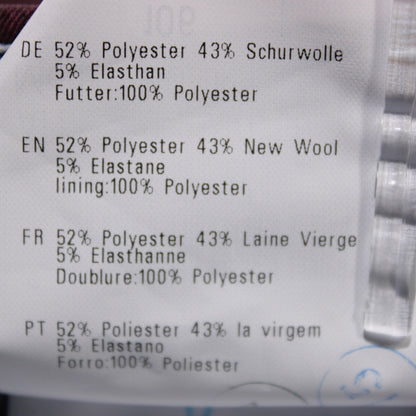 DE 52% Polyester 43% Schurwolle
5% Elasthan
Futter:100% Polyester
EN 52% Polyester 43% New Wool
5% Elastane
lining:100% Polyester
FR 52% Polyester 43% Laine Vierge
5% Elasthanne
Doublure:100% Polyester
PT 52% Poliester 43% la virgem
5% Elastano
Forro:100% Poliester